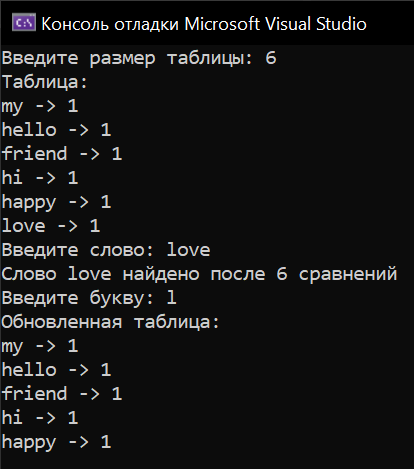 Консоль отладки Microsoft Visual Studio
Введите размер таблицы: 6
Таблица:
my -> 1
hello -> 1
friend -> 1
hi -> 1
happy -> 1
love -> 1
Введите слово: love
Слово love найдено после 6 сравнений
Введите букву: l
Обновленная таблица:
my -> 1
hello -> 1
friend -> 1
hi -> 1
happy -> 1